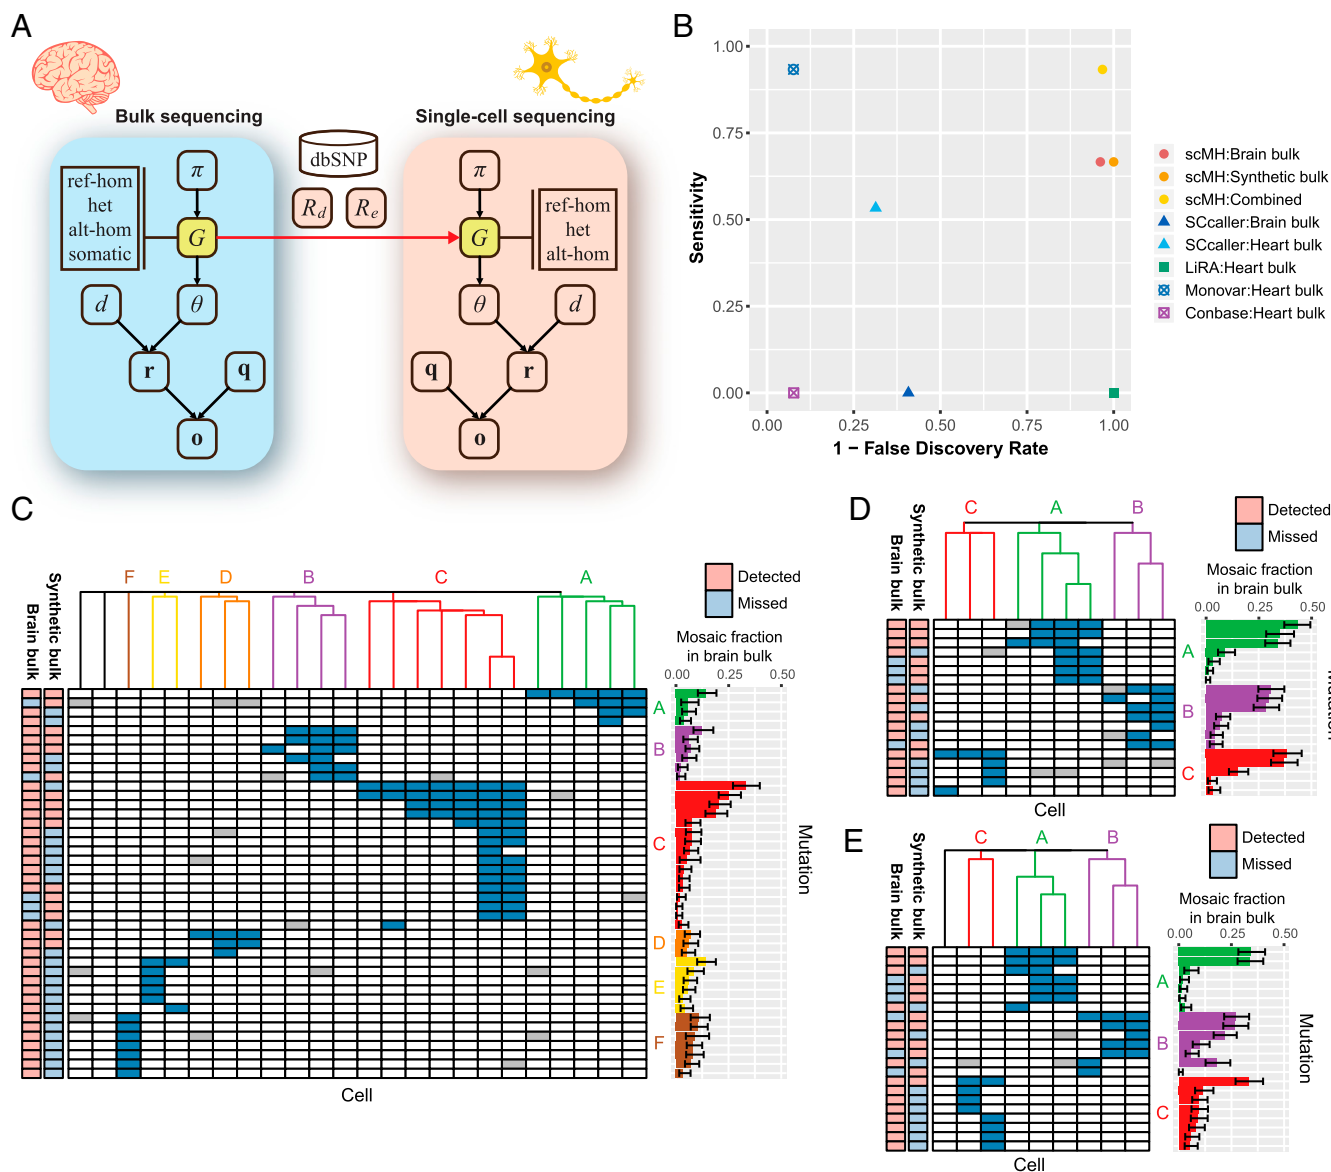 A
Bulk sequencing
Single-cell sequencing
dbSNP
R_d
R_e
π
ref-hom
het
alt-hom
somatic
G
d
θ
r
q
o
π
G
ref-hom
het
alt-hom
θ
d
q
r
o
B
Sensitivity
1.00
0.75
0.50
0.25
0.00
0.00 0.25 0.50 0.75 1.00
1 − False Discovery Rate
scMH:Brain bulk
scMH:Synthetic bulk
scMH:Combined
SCcaller:Brain bulk
SCcaller:Heart bulk
LiRA:Heart bulk
Monovar:Heart bulk
Conbase:Heart bulk
C
Synthetic bulk
Brain bulk
F E D B C A
Detected
Missed
Mosaic fraction
in brain bulk
0.00 0.25 0.50
A
B
C
D
E
F
Mutation
Cell
D
Synthetic bulk
Brain bulk
C A B
Detected
Missed
Mosaic fraction
in brain bulk
0.00 0.25 0.50
A
B
C
Cell
E
Synthetic bulk
Brain bulk
C A B
Detected
Missed
Mosaic fraction
in brain bulk
0.00 0.25 0.50
A
B
C
Mutation
Cell